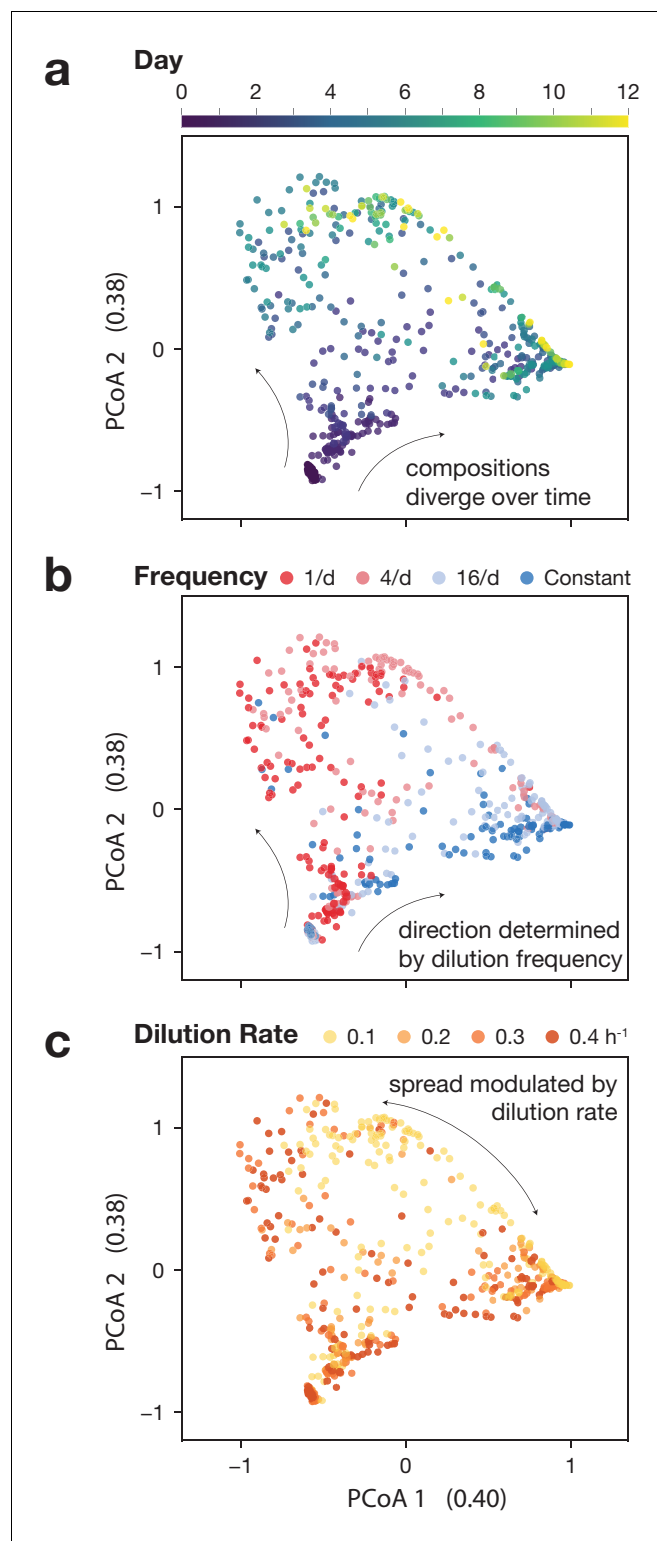 a
Day
0 2 4 6 8 10 12
1
0
−1
PCoA 2 (0.38)
compositions
diverge over time
b
Frequency 1/d 4/d 16/d Constant
1
0
−1
PCoA 2 (0.38)
direction determined
by dilution frequency
c
Dilution Rate 0.1 0.2 0.3 0.4 h⁻¹
spread modulated by
dilution rate
1
0
−1
PCoA 2 (0.38)
−1 0 1
PCoA 1 (0.40)